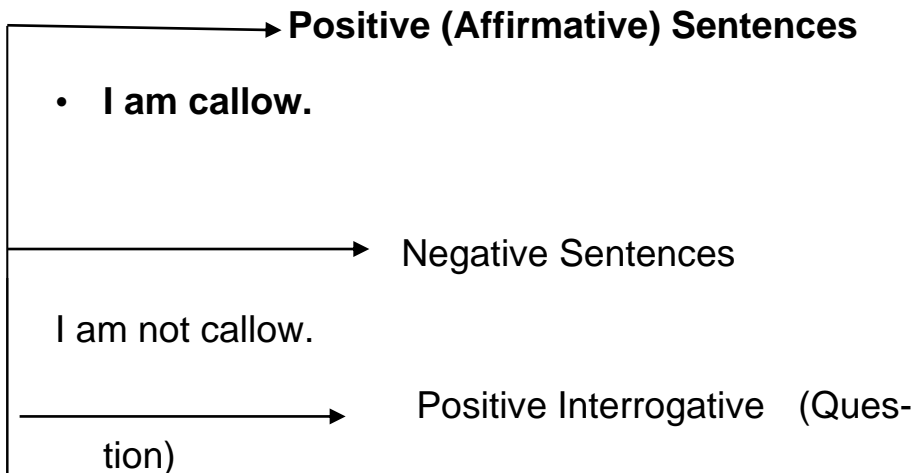 Positive (Affirmative) Sentences
• I am callow.
Negative Sentences
I am not callow.
Positive Interrogative (Ques-
tion)